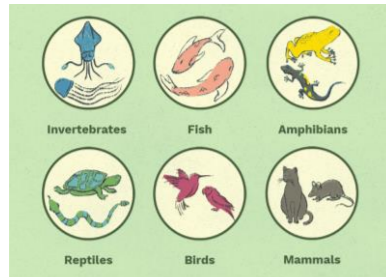 Invertebrates
Fish
Amphibians
Reptiles
Birds
Mammals